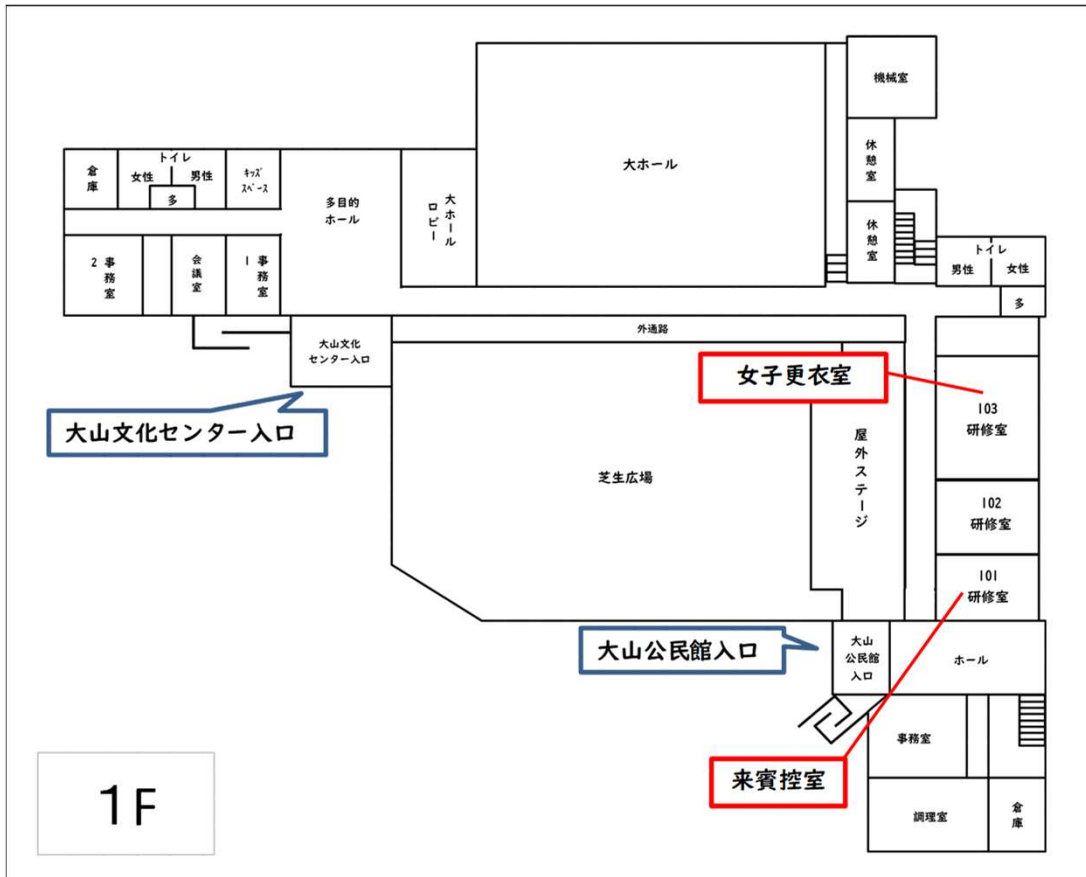 機械室
大ホール
休憩室
トイレ
女性 男性
多
倉庫
キッズ
スペース
多目的
ホール
大ホール
ロビー
休憩室
トイレ
男性 女性
多
事務室
2
会議室
事務室
1
外通路
大山文化
センター入口
女子更衣室
大山文化センター入口
103
研修室
屋外ステージ
芝生広場
102
研修室
101
研修室
大山公民館入口
大山
公民館
入口
ホール
事務室
来賓控室
1F
調理室
倉庫